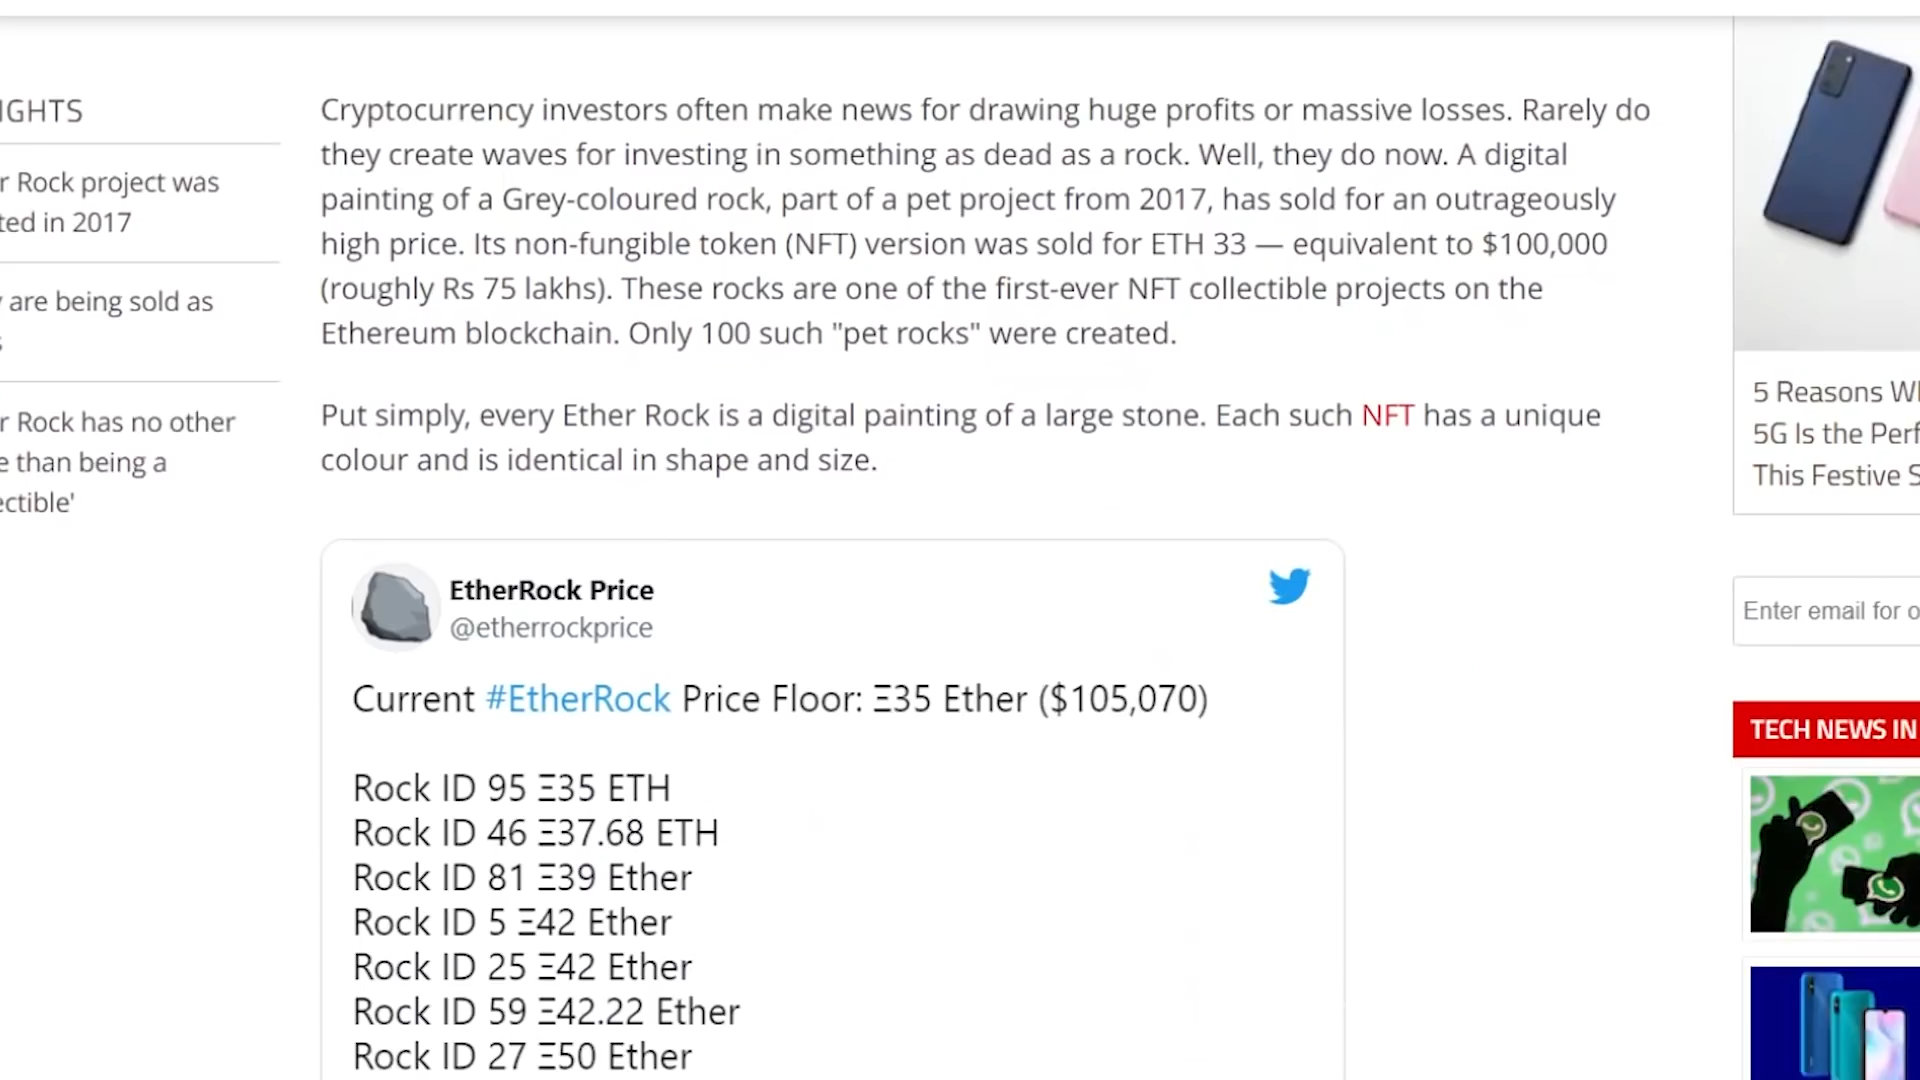 IGHTS
r Rock project was
ted in 2017
are being sold as
r Rock has no other
e than being a
ectible'
Cryptocurrency investors often make news for drawing huge profits or massive losses. Rarely do
they create waves for investing in something as dead as a rock. Well, they do now. A digital
painting of a Grey-coloured rock, part of a pet project from 2017, has sold for an outrageously
high price. Its non-fungible token (NFT) version was sold for ETH 33 — equivalent to $100,000
(roughly Rs 75 lakhs). These rocks are one of the first-ever NFT collectible projects on the
Ethereum blockchain. Only 100 such "pet rocks" were created.
Put simply, every Ether Rock is a digital painting of a large stone. Each such NFT has a unique
colour and is identical in shape and size.
EtherRock Price
@etherrockprice
Current #EtherRock Price Floor: Ξ35 Ether ($105,070)
Rock ID 95 Ξ35 ETH
Rock ID 46 Ξ37.68 ETH
Rock ID 81 Ξ39 Ether
Rock ID 5 Ξ42 Ether
Rock ID 25 Ξ42 Ether
Rock ID 59 Ξ42.22 Ether
Rock ID 27 Ξ50 Ether
5 Reasons W
5G Is the Perf
This Festive S
Enter email for o
TECH NEWS IN